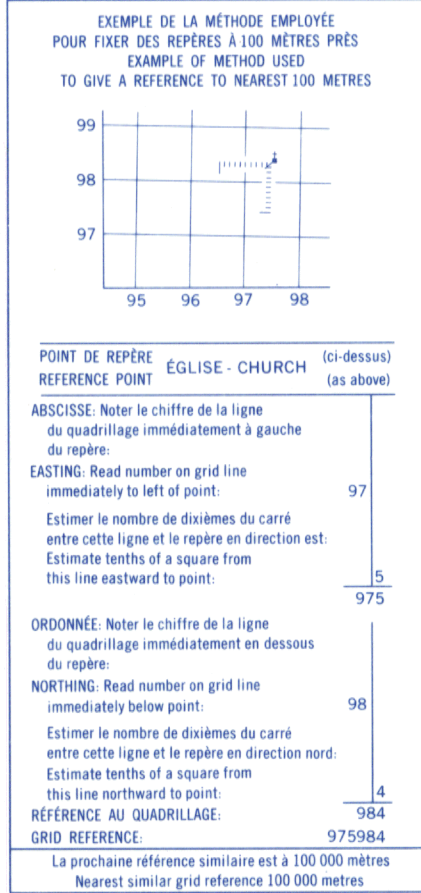 EXEMPLE DE LA MÉTHODE EMPLOYÉE
POUR FIXER DES REPÈRES À 100 MÈTRES PRÈS
EXAMPLE OF METHOD USED
TO GIVE A REFERENCE TO NEAREST 100 METRES
99
98
97
95 96 97 98
POINT DE REPÈRE ÉGLISE - CHURCH (ci-dessus)
REFERENCE POINT (as above)
ABSCISSE: Noter le chiffre de la ligne
du quadrillage immédiatement à gauche
du repère:
EASTING: Read number on grid line
immediately to left of point: 97
Estimer le nombre de dixièmes du carré
entre cette ligne et le repère en direction est:
Estimate tenths of a square from
this line eastward to point: 5
975
ORDONNÉE: Noter le chiffre de la ligne
du quadrillage immédiatement en dessous
du repère:
NORTHING: Read number on grid line
immediately below point: 98
Estimer le nombre de dixièmes du carré
entre cette ligne et le repère en direction nord:
Estimate tenths of a square from
this line northward to point: 4
RÉFÉRENCE AU QUADRILLAGE: 984
GRID REFERENCE: 975984
La prochaine référence similaire est à 100 000 mètres
Nearest similar grid reference 100 000 metres